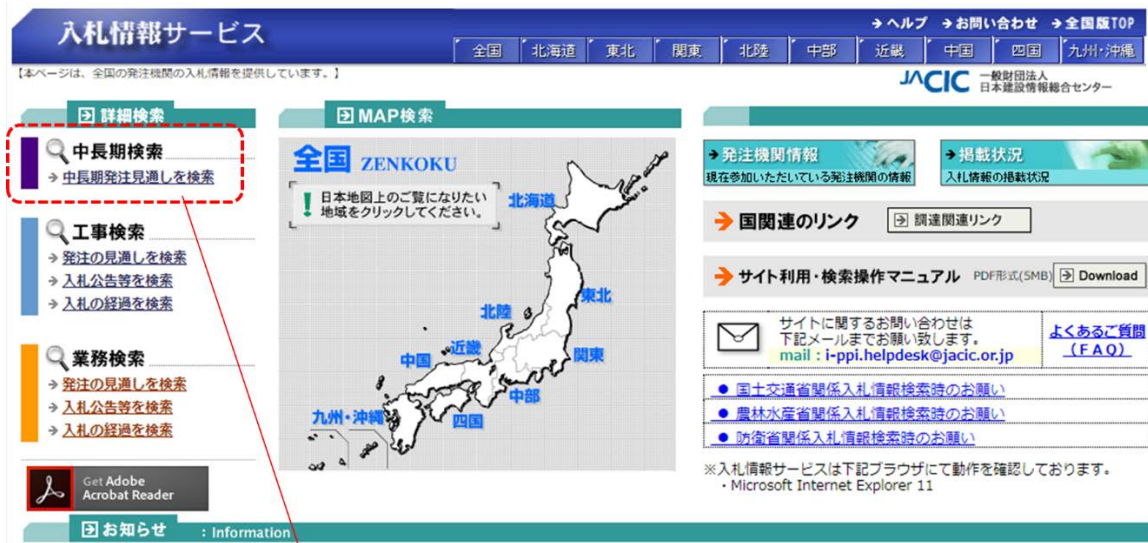 入札情報サービス
→ ヘルプ → お問い合わせ → 全国版TOP
全国 北海道 東北 関東 北陸 中部 近畿 中国 四国 九州・沖縄
【本ページは、全国の発注機関の入札情報を提供しています。】
JACIC 一般財団法人
日本建設情報総合センター
詳細検索
中長期検索
中長期発注見通しを検索
工事検索
発注の見通しを検索
入札公告等を検索
入札の経過を検索
業務検索
発注の見通しを検索
入札公告等を検索
入札の経過を検索
Get Adobe
Acrobat Reader
MAP検索
全国 ZENKOKU
! 日本地図上のご覧になりたい
地域をクリックしてください。
北海道
東北
北陸
近畿
中国
関東
中部
九州・沖縄
四国
発注機関情報
現在参加いただいている発注機関の情報
掲載状況
入札情報の掲載状況
国関連のリンク 調達関連リンク
サイト利用・検索操作マニュアル PDF形式(5MB) Download
サイトに関するお問い合わせは
下記メールまでお願い致します。
mail : i-ppi.helpdesk@jacic.or.jp
よくあるご質問
(FAQ)
● 国土交通省関係入札情報検索時のお願い
● 農林水産省関係入札情報検索時のお願い
● 防衛省関係入札情報検索時のお願い
※入札情報サービスは下記ブラウザにて動作を確認しております。
・Microsoft Internet Explorer 11
お知らせ : Information